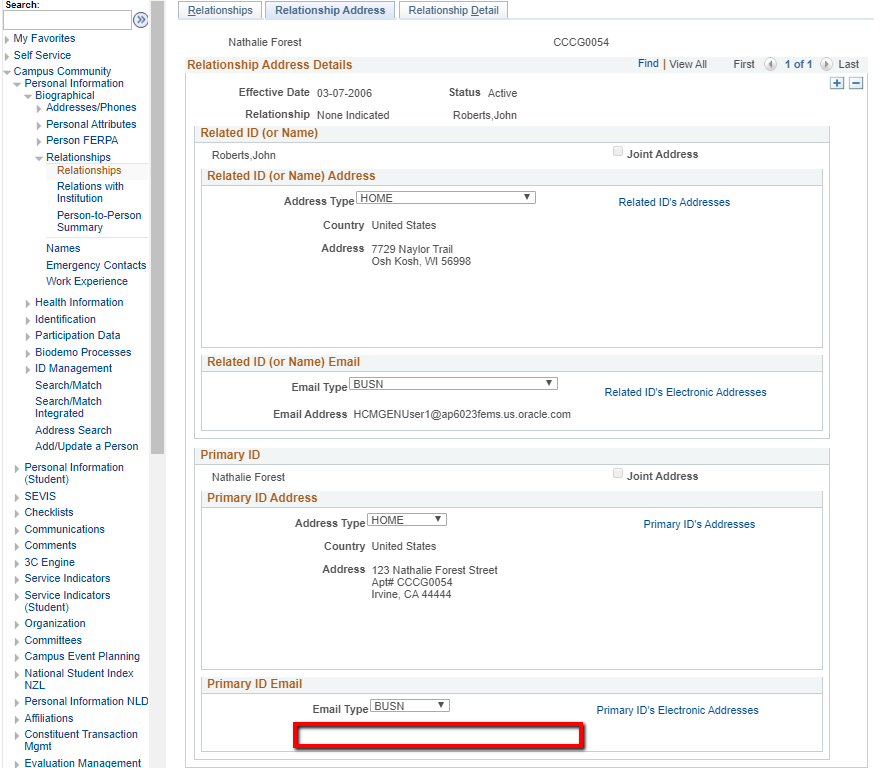 Search:
My Favorites
Self Service
Campus Community
Personal Information
Biographical
Addresses/Phones
Personal Attributes
Person FERPA
Relationships
Relationships
Relations with
Institution
Person-to-Person
Summary
Names
Emergency Contacts
Work Experience
Health Information
Identification
Participation Data
Biodemo Processes
ID Management
Search/Match
Search/Match
Integrated
Address Search
Add/Update a Person
Personal Information
(Student)
SEVIS
Checklists
Communications
Comments
3C Engine
Service Indicators
Service Indicators
(Student)
Organization
Committees
Campus Event Planning
National Student Index
NZL
Personal Information NLD
Affiliations
Constituent Transaction
Mgmt
Evaluation Management
Relationships Relationship Address Relationship Detail
Nathalie Forest CCCG0054
Relationship Address Details Find | View All First 1 of 1 Last
Effective Date 03-07-2006 Status Active
Relationship None Indicated Roberts,John
Related ID (or Name)
Roberts,John Joint Address
Related ID (or Name) Address
Address Type HOME Related ID's Addresses
Country United States
Address 7729 Naylor Trail
Osh Kosh, WI 56998
Related ID (or Name) Email
Email Type BUSN Related ID's Electronic Addresses
Email Address HCMGENUser1@ap6023fems.us.oracle.com
Primary ID
Nathalie Forest Joint Address
Primary ID Address
Address Type HOME Primary ID's Addresses
Country United States
Address 123 Nathalie Forest Street
Apt# CCCG0054
Irvine, CA 44444
Primary ID Email
Email Type BUSN Primary ID's Electronic Addresses